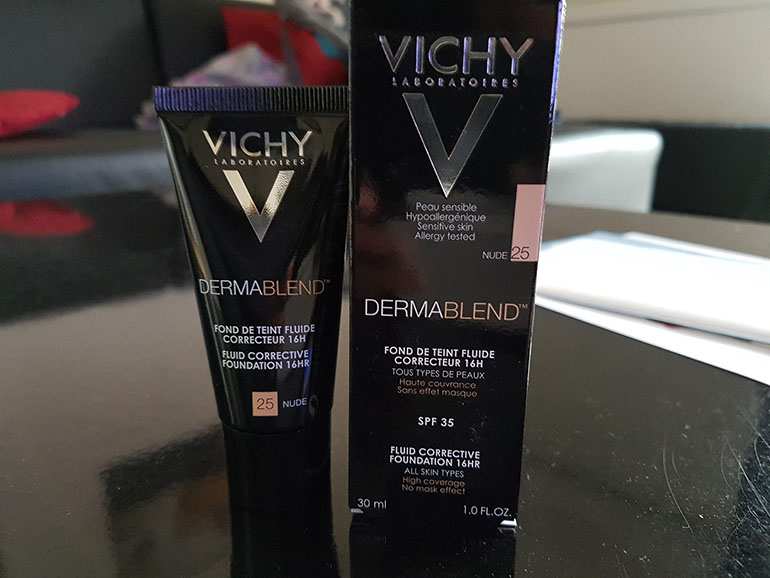 VICHY
LABORATOIRES
V
DERMABLEND™
FOND DE TEINT FLUIDE
CORRECTEUR 16H
FLUID CORRECTIVE
FOUNDATION 16HR
25 NUDE
VICHY
LABORATOIRES
V
Peau sensible
Hypoallergénique
Sensitive skin
Allergy tested
NUDE 25
DERMABLEND™
FOND DE TEINT FLUIDE
CORRECTEUR 16H
TOUS TYPES DE PEAUX
Haute couvrance
Sans effet masque
SPF 35
FLUID CORRECTIVE
FOUNDATION 16HR
ALL SKIN TYPES
High coverage
No mask effect
30 ml 1.0 FL.OZ.